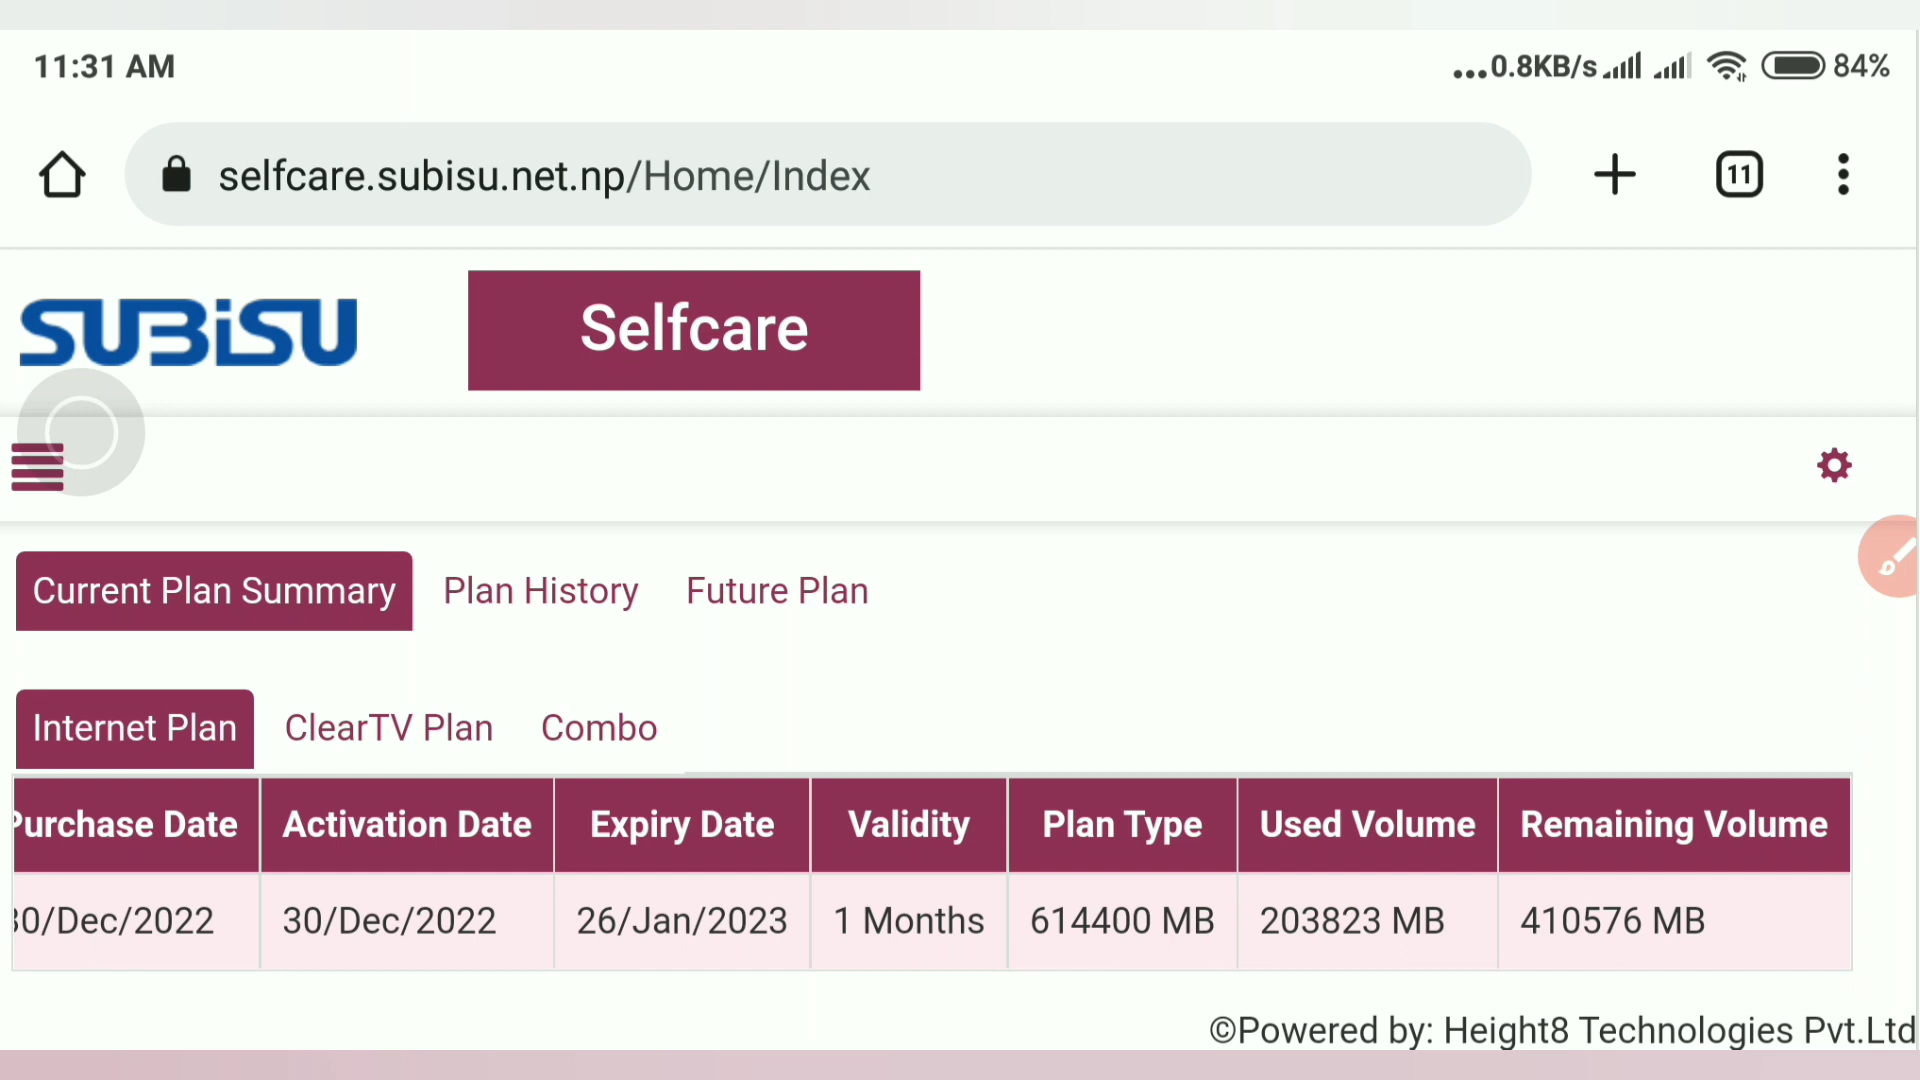 11:31 AM
...0.8KB/s 84%
selfcare.subisu.net.np/Home/Index
11
SUBiSU
Selfcare
Current Plan Summary Plan History Future Plan
Internet Plan ClearTV Plan Combo
Purchase Date Activation Date Expiry Date Validity Plan Type Used Volume Remaining Volume
30/Dec/2022 30/Dec/2022 26/Jan/2023 1 Months 614400 MB 203823 MB 410576 MB
©Powered by: Height8 Technologies Pvt.Ltd